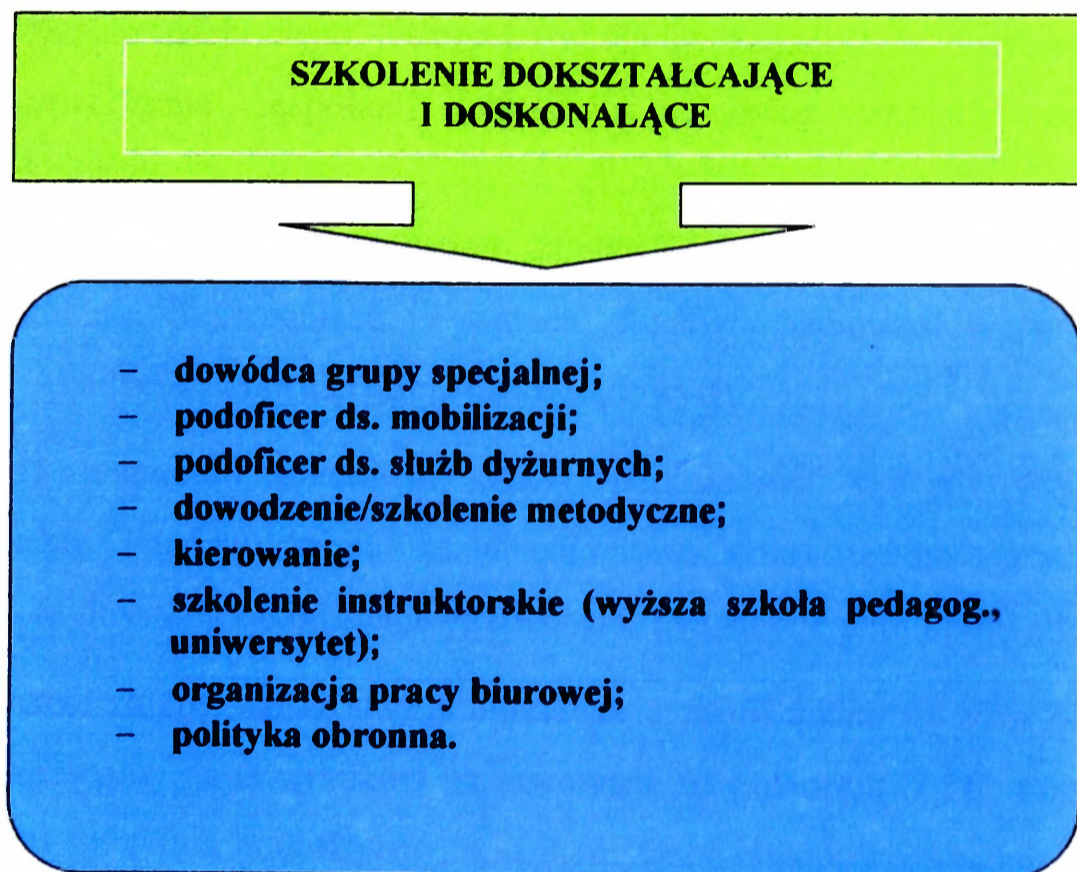 SZKOLENIE DOKSZTAŁCAJĄCE
I DOSKONALĄCE
– dowódca grupy specjalnej;
– podoficer ds. mobilizacji;
– podoficer ds. służb dyżurnych;
– dowodzenie/szkolenie metodyczne;
– kierowanie;
– szkolenie instruktorskie (wyższa szkoła pedagog.,
uniwersytet);
– organizacja pracy biurowej;
– polityka obronna.